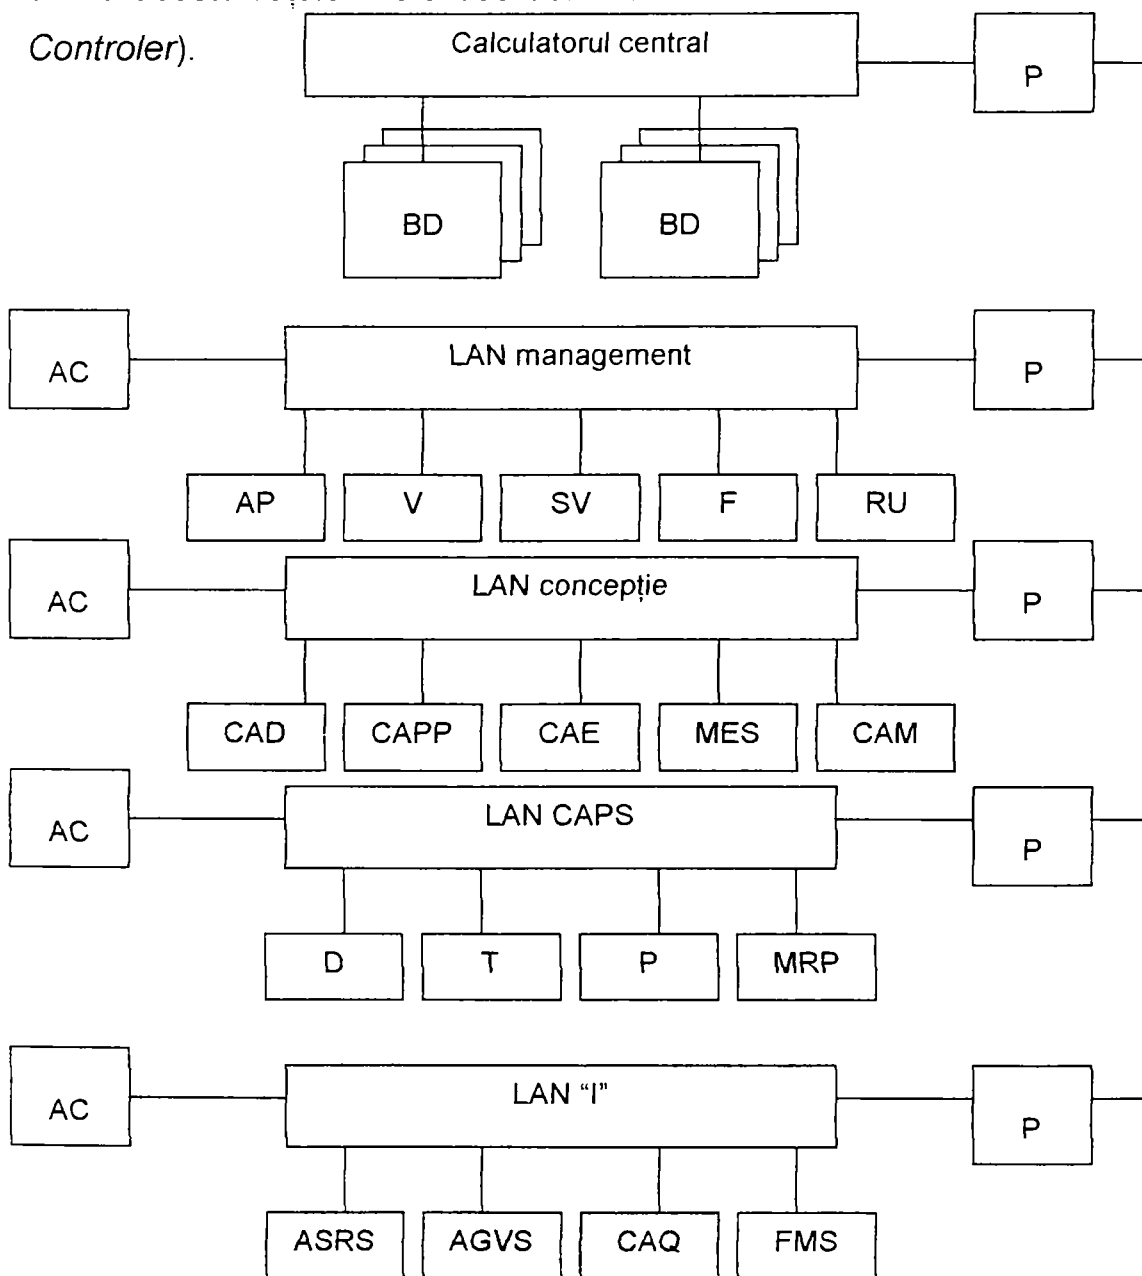 Controler).
Calculatorul central
P
BD BD
AC LAN management P
AP V SV F RU
AC LAN concepție P
CAD CAPP CAE MES CAM
AC LAN CAPS P
D T P MRP
AC LAN “I” P
ASRS AGVS CAQ FMS